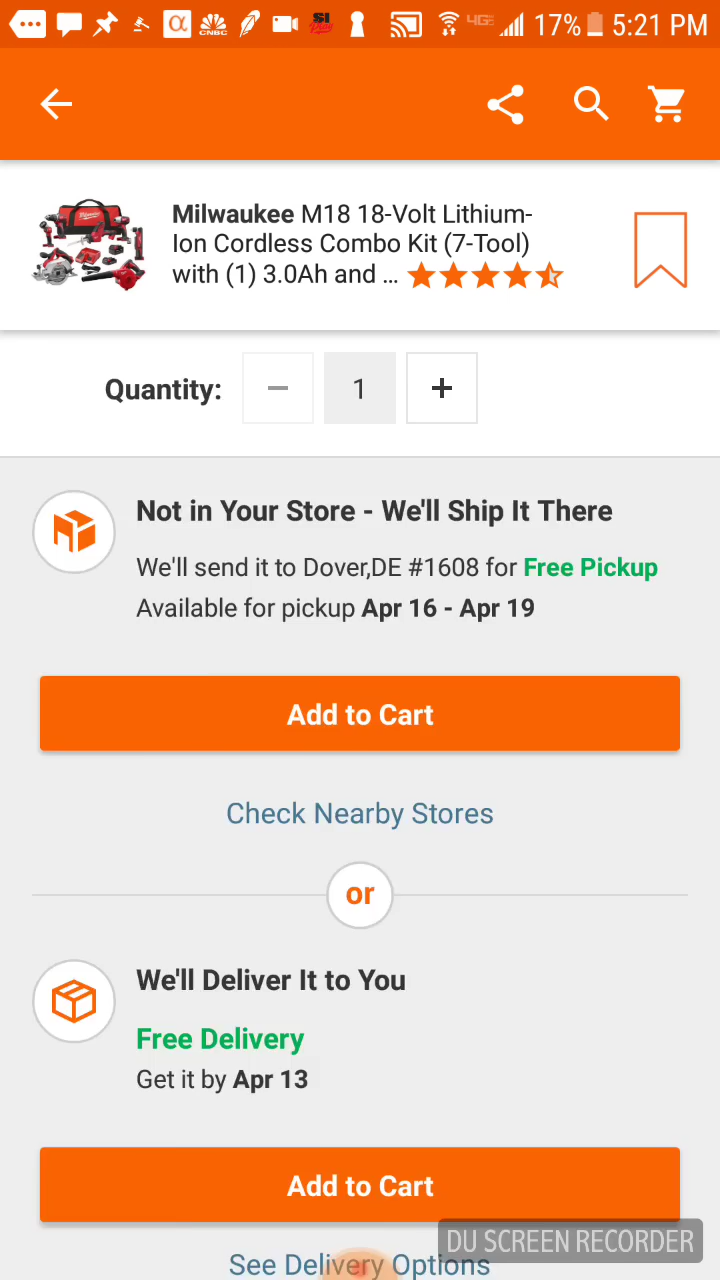 17% 5:21 PM
Milwaukee M18 18-Volt Lithium-
Ion Cordless Combo Kit (7-Tool)
with (1) 3.0Ah and ...
Quantity: − 1 +
Not in Your Store - We'll Ship It There
We'll send it to Dover,DE #1608 for Free Pickup
Available for pickup Apr 16 - Apr 19
Add to Cart
Check Nearby Stores
or
We'll Deliver It to You
Free Delivery
Get it by Apr 13
Add to Cart
DU SCREEN RECORDER
See Delivery Options